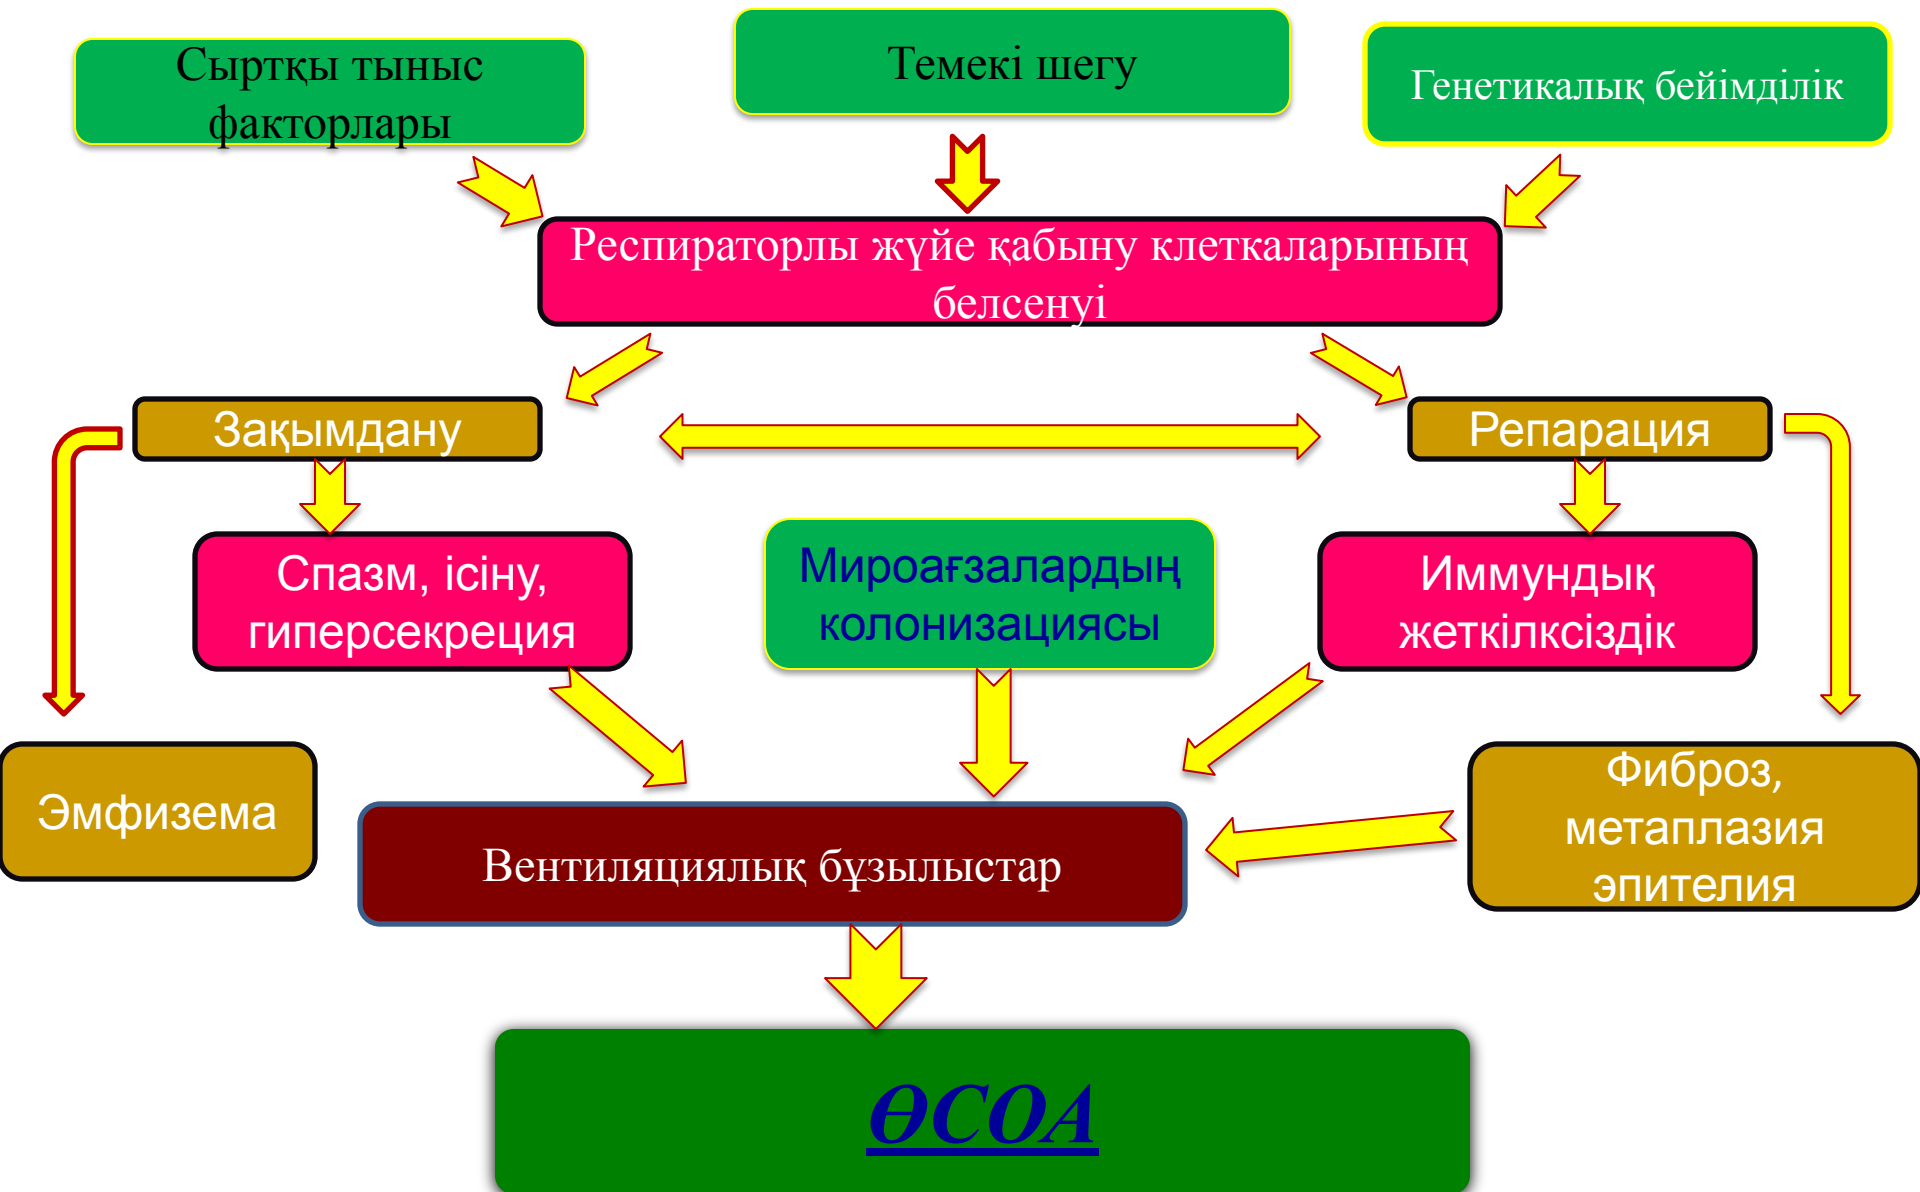 Сыртқы тыныс
факторлары
Темекі шегу
Генетикалық бейімділік
Респираторлы жүйе қабыну клеткаларының
белсенуі
Зақымдану
Репарация
Спазм, ісіну,
гиперсекреция
Мироағзалардың
колонизациясы
Иммундық
жеткілксіздік
Эмфизема
Вентиляциялық бұзылыстар
Фиброз,
метаплазия
эпителия
ӨСОА